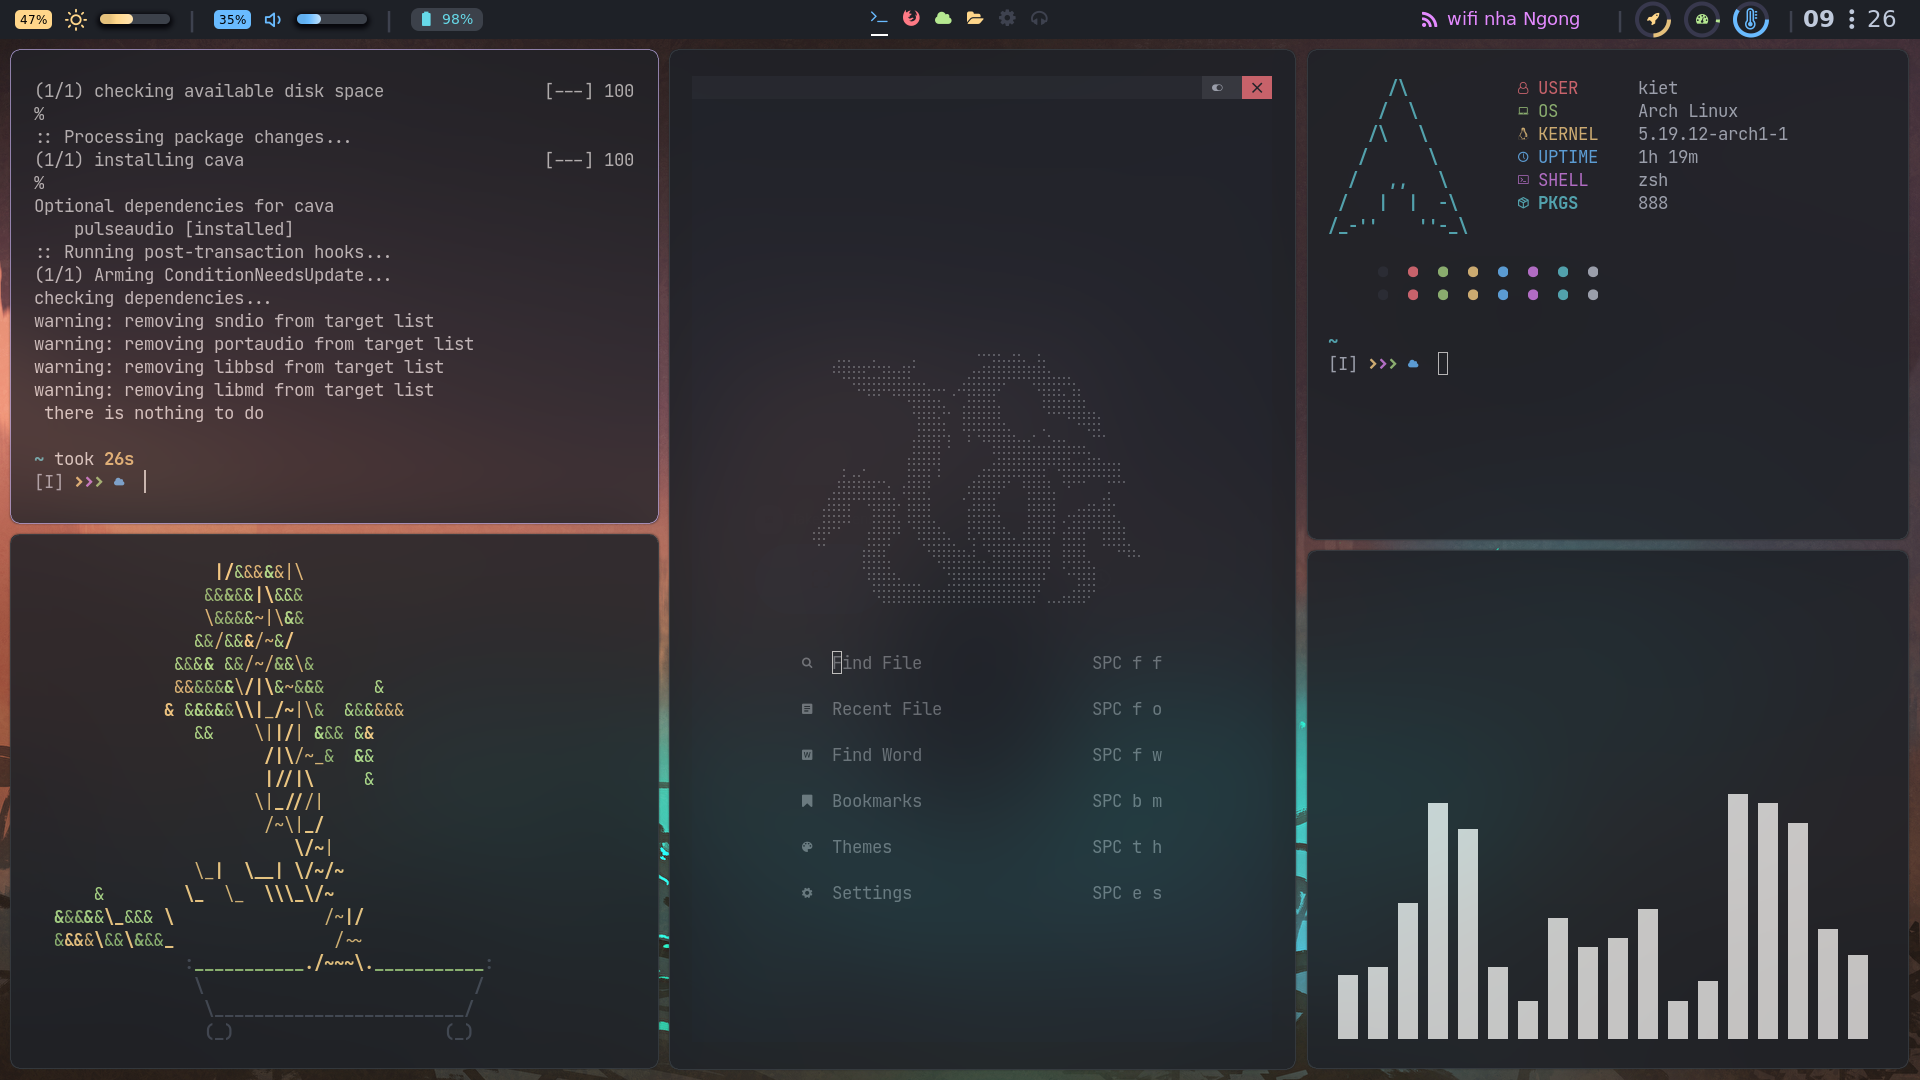 47%
35%
98%
wifi nha Ngong
09 26
(1/1) checking available disk space [---] 100
%
:: Processing package changes...
(1/1) installing cava [---] 100
%
Optional dependencies for cava
pulseaudio [installed]
:: Running post-transaction hooks...
(1/1) Arming ConditionNeedsUpdate...
checking dependencies...
warning: removing sndio from target list
warning: removing portaudio from target list
warning: removing libbsd from target list
warning: removing libmd from target list
there is nothing to do
~ took 26s
[I] ❯❯❯
Find File SPC f f
Recent File SPC f o
Find Word SPC f w
Bookmarks SPC b m
Themes SPC t h
Settings SPC e s
USER kiet
OS Arch Linux
KERNEL 5.19.12-arch1-1
UPTIME 1h 19m
SHELL zsh
PKGS 888
~
[I] ❯❯❯